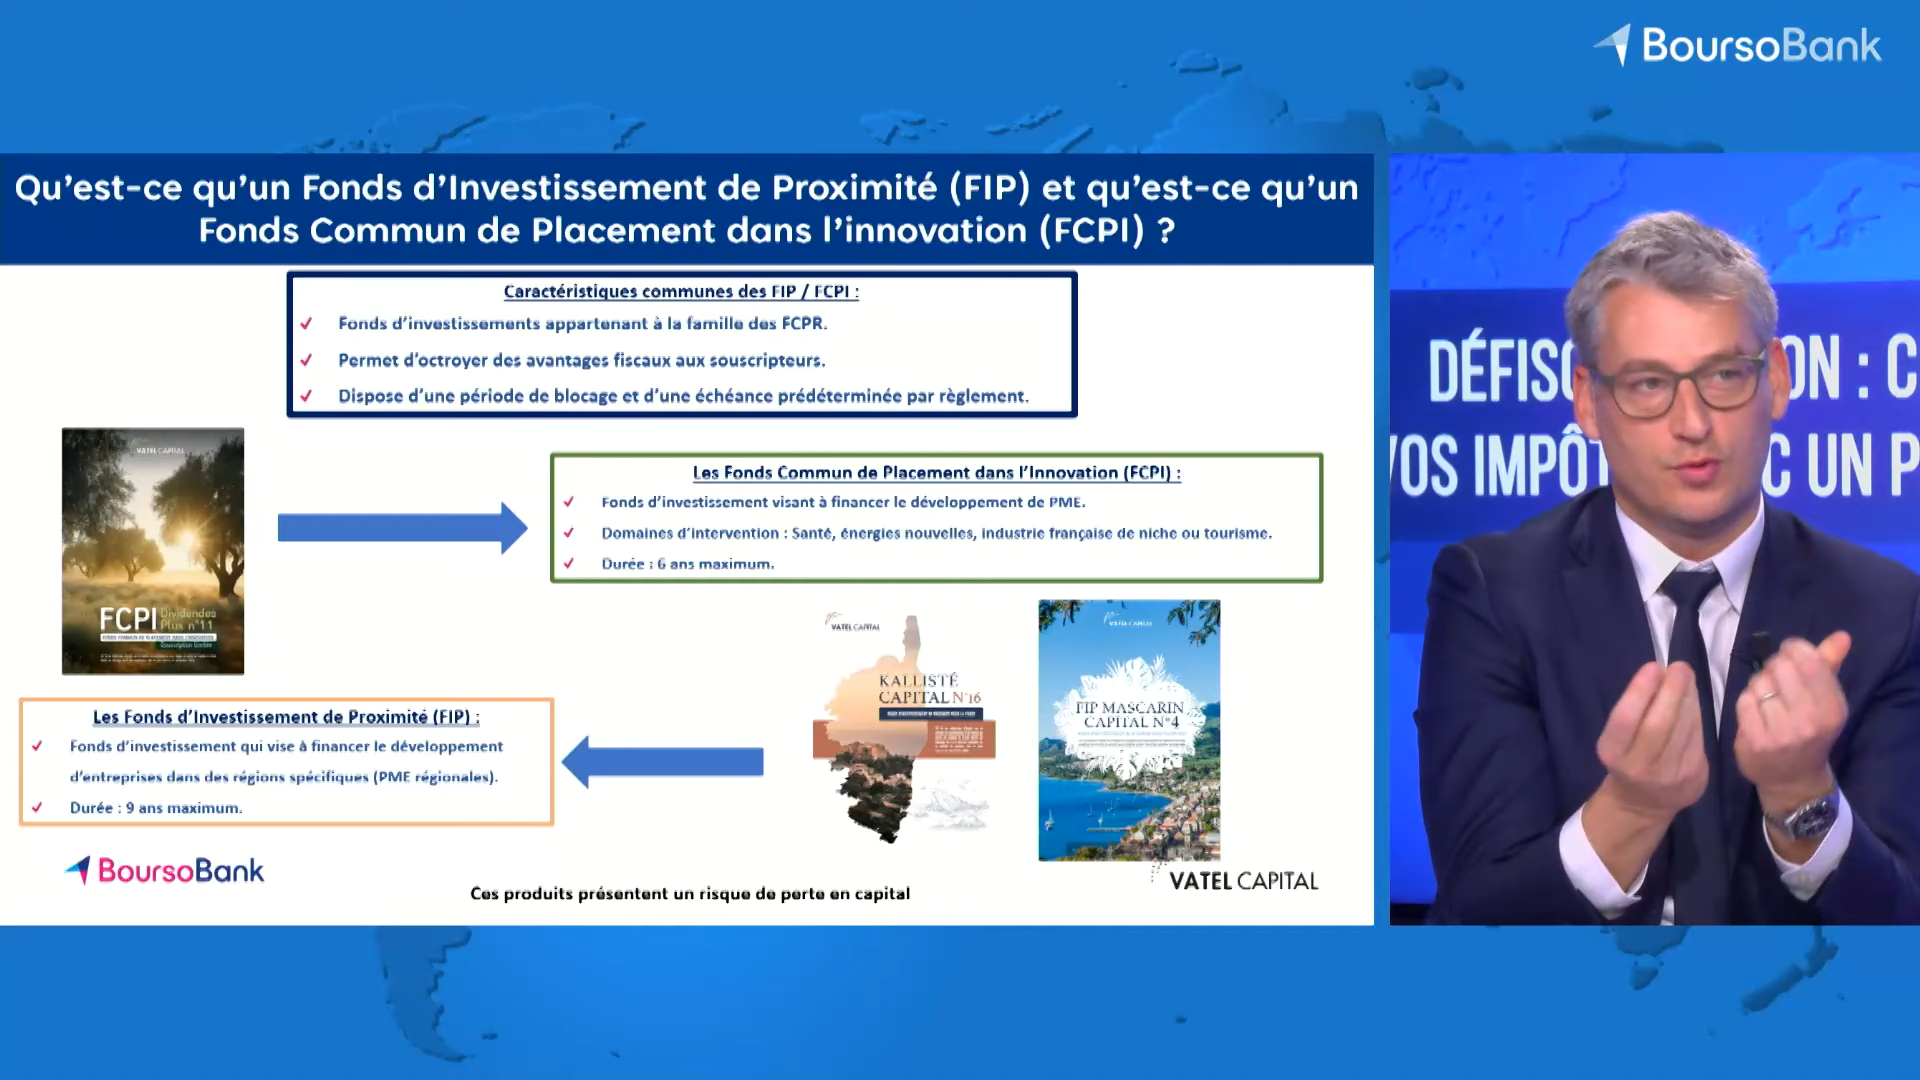 BoursoBank
Qu'est-ce qu'un Fonds d'Investissement de Proximité (FIP) et qu'est-ce qu'un
Fonds Commun de Placement dans l'innovation (FCPI) ?
Caractéristiques communes des FIP / FCPI :
✓ Fonds d'investissements appartenant à la famille des FCPR.
✓ Permet d'octroyer des avantages fiscaux aux souscripteurs.
✓ Dispose d'une période de blocage et d'une échéance prédéterminée par règlement.
VATEL CAPITAL
FCPI Dividendes
Plus n°11
Les Fonds Commun de Placement dans l'Innovation (FCPI) :
✓ Fonds d'investissement visant à financer le développement de PME.
✓ Domaines d'intervention : Santé, énergies nouvelles, industrie française de niche ou tourisme.
✓ Durée : 6 ans maximum.
VATEL CAPITAL
KALLISTÉ
CAPITAL N°16
VATEL CAPITAL
FIP MASCARIN
CAPITAL N°4
Les Fonds d'Investissement de Proximité (FIP) :
✓ Fonds d'investissement qui vise à financer le développement
d'entreprises dans des régions spécifiques (PME régionales).
✓ Durée : 9 ans maximum.
BoursoBank
Ces produits présentent un risque de perte en capital
VATEL CAPITAL
DÉFISC ON : C
VOS IMPÔ C UN P